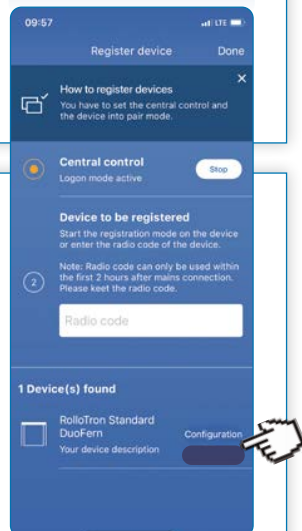 09:57
LTE
Register device
Done
How to register devices
You have to set the central control and
the device into pair mode.
Central control
Logon mode active
Stop
Device to be registered
Start the registration mode on the device
or enter the radio code of the device.
Note: Radio code can only be used within
the first 2 hours after mains connection.
Please keet the radio code.
2
Radio code
1 Device(s) found
RolloTron Standard
DuoFern
Configuration
Your device description